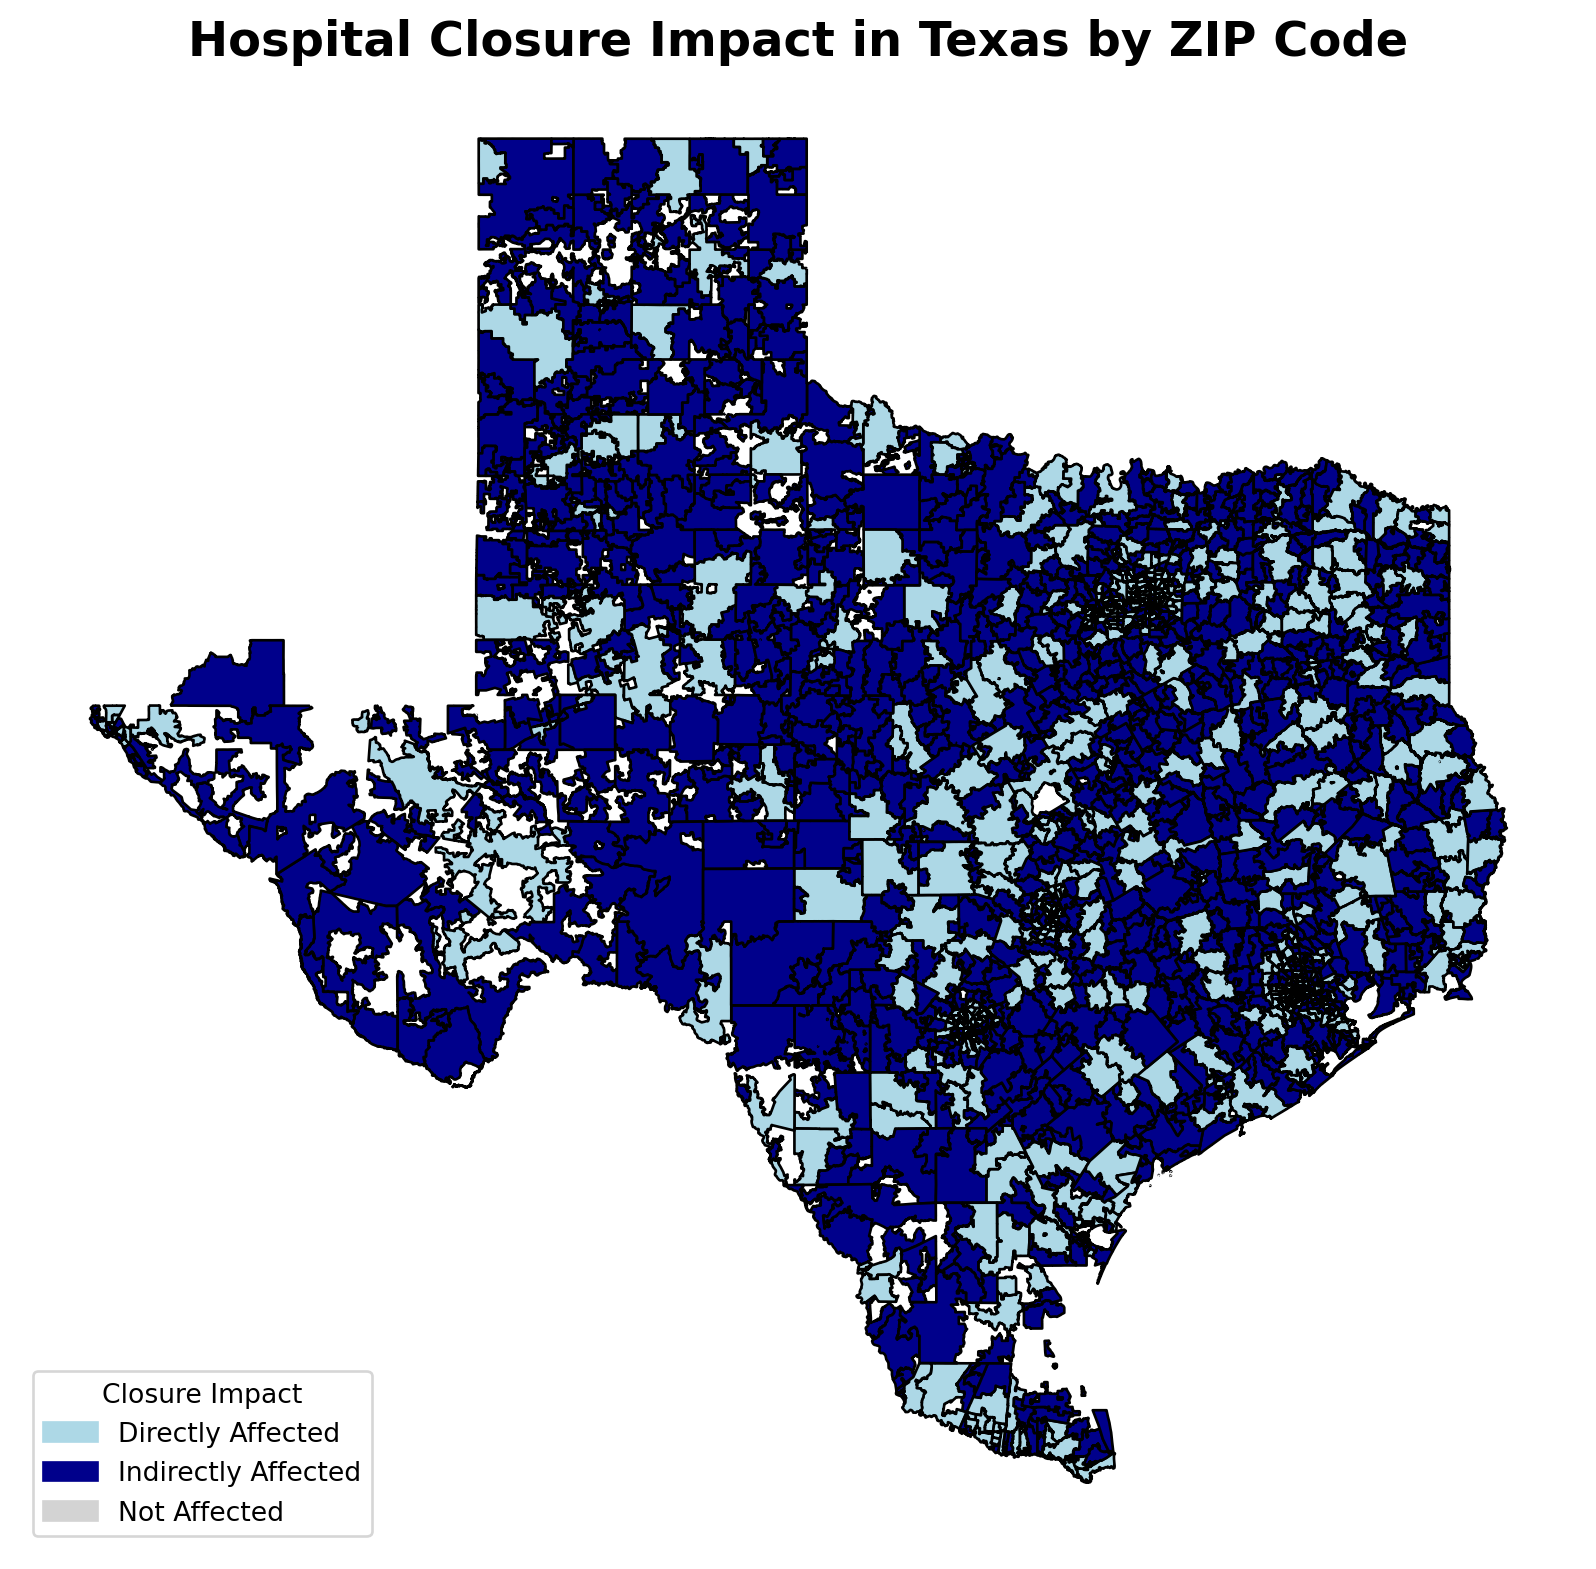 Hospital Closure Impact in Texas by ZIP Code
Closure Impact
Directly Affected
Indirectly Affected
Not Affected